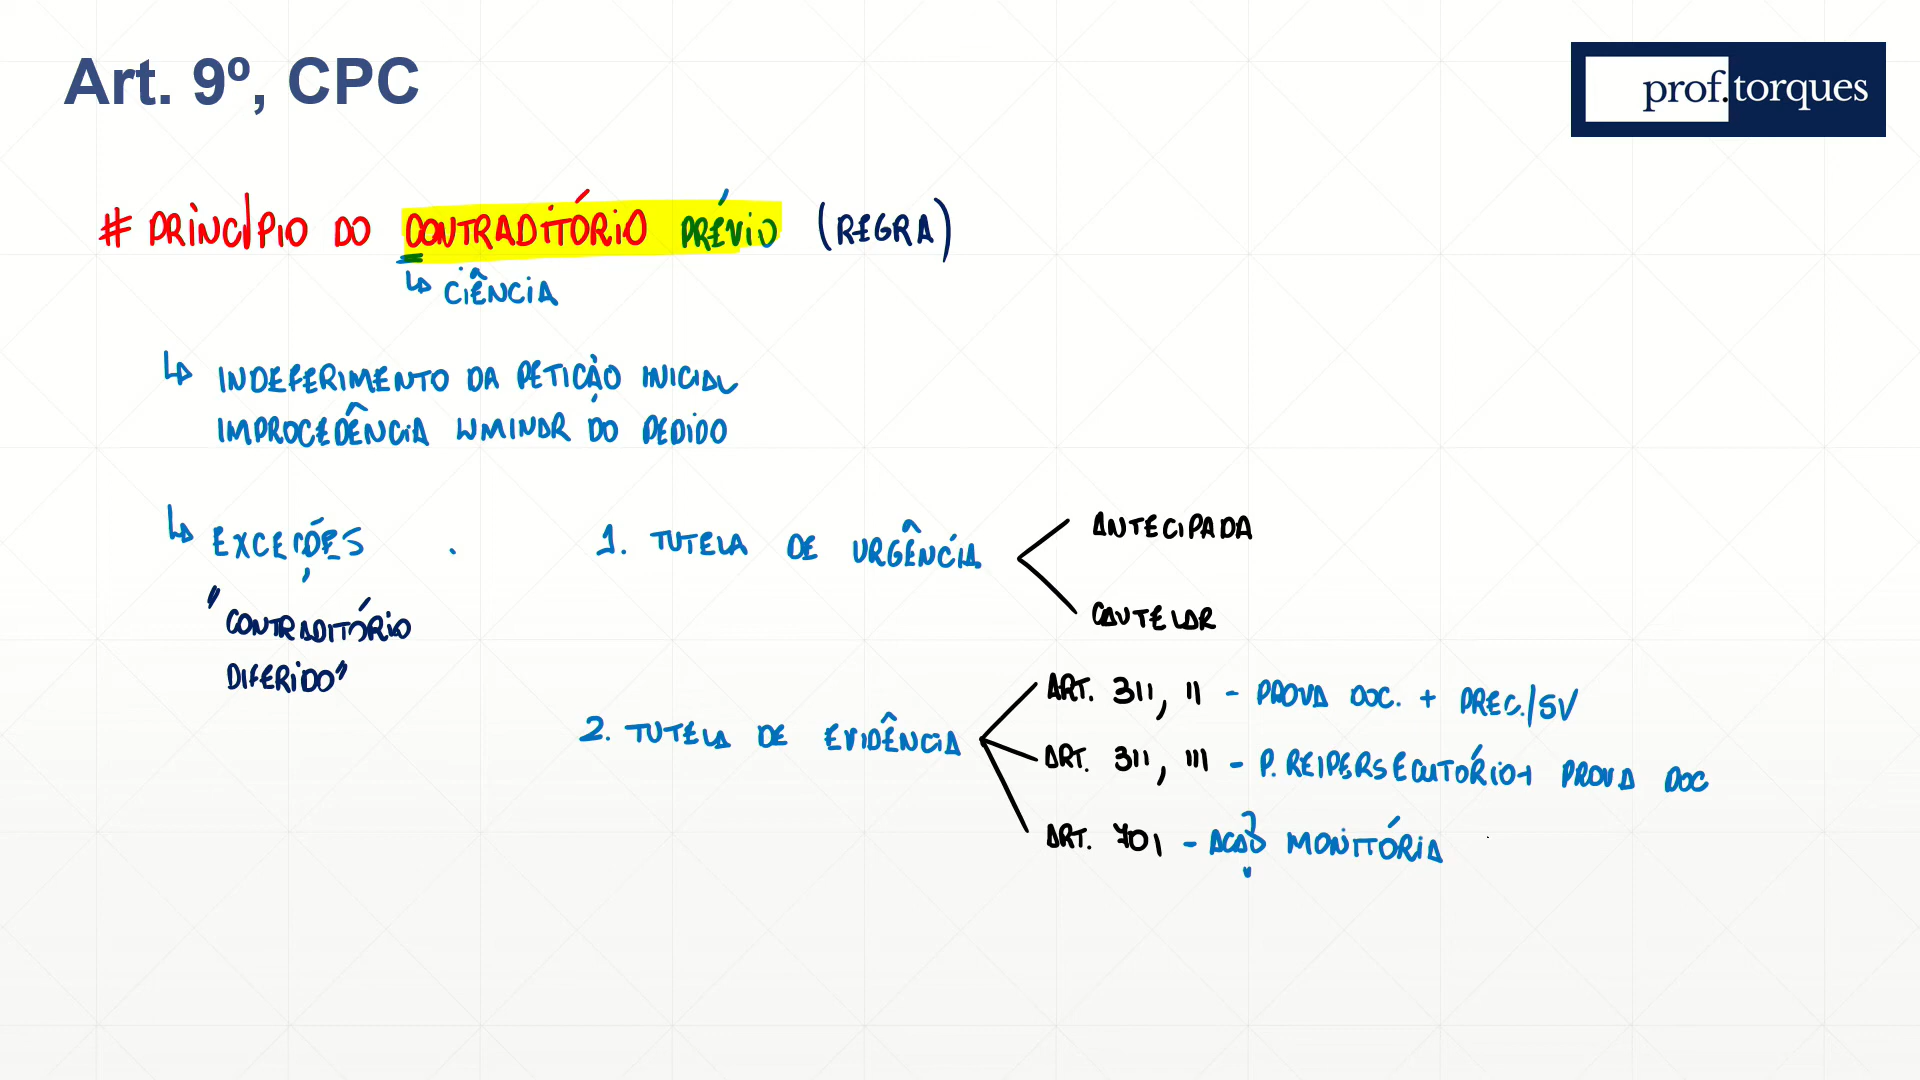 Art. 9º, CPC
prof.torques
# PRINCÍPIO DO CONTRADITÓRIO PRÉVIO (REGRA)
↳ CIÊNCIA
↳ INDEFERIMENTO DA PETIÇÃO INICIAL
IMPROCEDÊNCIA LIMINAR DO PEDIDO
↳ EXCEÇÕES
"CONTRADITÓRIO
DIFERIDO"
1. TUTELA DE URGÊNCIA
ANTECIPADA
CAUTELAR
2. TUTELA DE EVIDÊNCIA
ART. 311, II - PROVA DOC. + PREC./SV
ART. 311, III - P. REIPERSECUTÓRIO + PROVA DOC
ART. 701 - AÇÃO MONITÓRIA